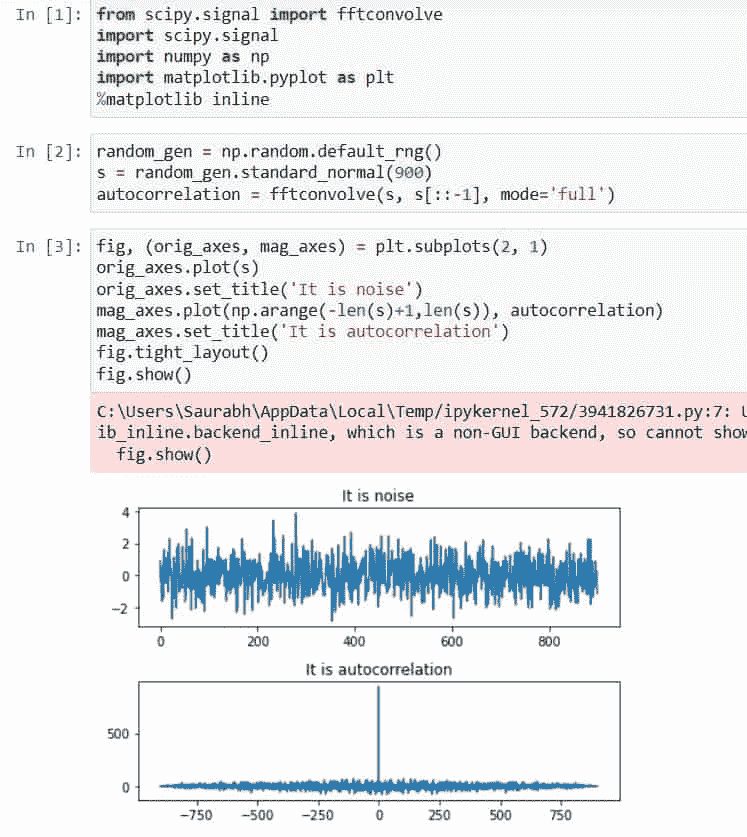 In [1]: from scipy.signal import fftconvolve
import scipy.signal
import numpy as np
import matplotlib.pyplot as plt
%matplotlib inline
In [2]: random_gen = np.random.default_rng()
s = random_gen.standard_normal(900)
autocorrelation = fftconvolve(s, s[::-1], mode='full')
In [3]: fig, (orig_axes, mag_axes) = plt.subplots(2, 1)
orig_axes.plot(s)
orig_axes.set_title('It is noise')
mag_axes.plot(np.arange(-len(s)+1,len(s)), autocorrelation)
mag_axes.set_title('It is autocorrelation')
fig.tight_layout()
fig.show()
C:\Users\Saurabh\AppData\Local\Temp/ipykernel_572/3941826731.py:7: U
ib_inline.backend_inline, which is a non-GUI backend, so cannot show
fig.show()
It is noise
4
2
0
−2
0 200 400 600 800
It is autocorrelation
500
0
−750 −500 −250 0 250 500 750